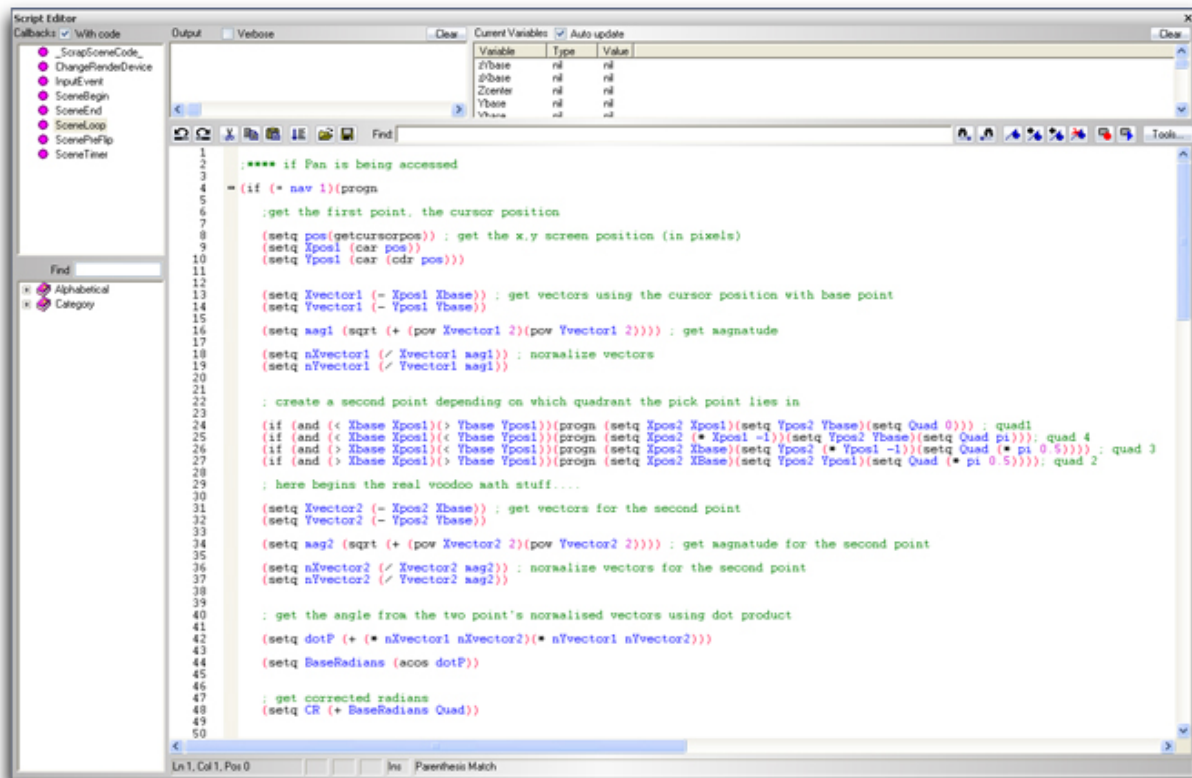 Script Editor
Callbacks With code
_ScrapSceneCode_
ChangeRenderDevice
InputEvent
SceneBegin
SceneEnd
SceneLoop
ScenePreFlip
SceneTimer
Find
Alphabetical
Category
Output Verbose Clear
Current Variables Auto update Clear
Variable Type Value
zYbase nil nil
zXbase nil nil
Zcenter nil nil
Ybase nil nil
Xbase nil nil
Find Tools...
1
2 ;**** if Pan is being accessed
3
4 (if (= nav 1)(progn
5
6 ;get the first point, the cursor position
7
8 (setq pos(getcursorpos)) ; get the x,y screen position (in pixels)
9 (setq Xpos1 (car pos))
10 (setq Ypos1 (car (cdr pos)))
11
12
13 (setq Xvector1 (- Xpos1 Xbase)) ; get vectors using the cursor position with base point
14 (setq Yvector1 (- Ypos1 Ybase))
15
16 (setq mag1 (sqrt (+ (pow Xvector1 2)(pow Yvector1 2)))) ; get magnatude
17
18 (setq nXvector1 (/ Xvector1 mag1)) ; normalize vectors
19 (setq nYvector1 (/ Yvector1 mag1))
20
21
22 ; create a second point depending on which quadrant the pick point lies in
23
24 (if (and (< Xbase Xpos1)(> Ybase Ypos1))(progn (setq Xpos2 Xpos1)(setq Ypos2 Ybase)(setq Quad 0))) ; quad1
25 (if (and (< Xbase Xpos1)(< Ybase Ypos1))(progn (setq Xpos2 (* Xpos1 -1))(setq Ypos2 Ybase)(setq Quad pi))); quad 4
26 (if (and (> Xbase Xpos1)(< Ybase Ypos1))(progn (setq Xpos2 Xbase)(setq Ypos2 (* Ypos1 -1))(setq Quad (* pi 0.5)))) ; quad 3
27 (if (and (> Xbase Xpos1)(> Ybase Ypos1))(progn (setq Xpos2 XBase)(setq Ypos2 Ypos1)(setq Quad (* pi 0.5)))); quad 2
28
29 ; here begins the real voodoo math stuff....
30
31 (setq Xvector2 (- Xpos2 Xbase)) ; get vectors for the second point
32 (setq Yvector2 (- Ypos2 Ybase))
33
34 (setq mag2 (sqrt (+ (pow Xvector2 2)(pow Yvector2 2)))) ; get magnatude for the second point
35
36 (setq nXvector2 (/ Xvector2 mag2)) ; normalize vectors for the second point
37 (setq nYvector2 (/ Yvector2 mag2))
38
39
40 ; get the angle from the two point's normalised vectors using dot product
41
42 (setq dotP (+ (* nXvector1 nXvector2)(* nYvector1 nYvector2)))
43
44 (setq BaseRadians (acos dotP))
45
46
47 ; get corrected radians
48 (setq CR (+ BaseRadians Quad))
49
50
Ln 1, Col 1, Pos 0 Ins Parenthesis Match